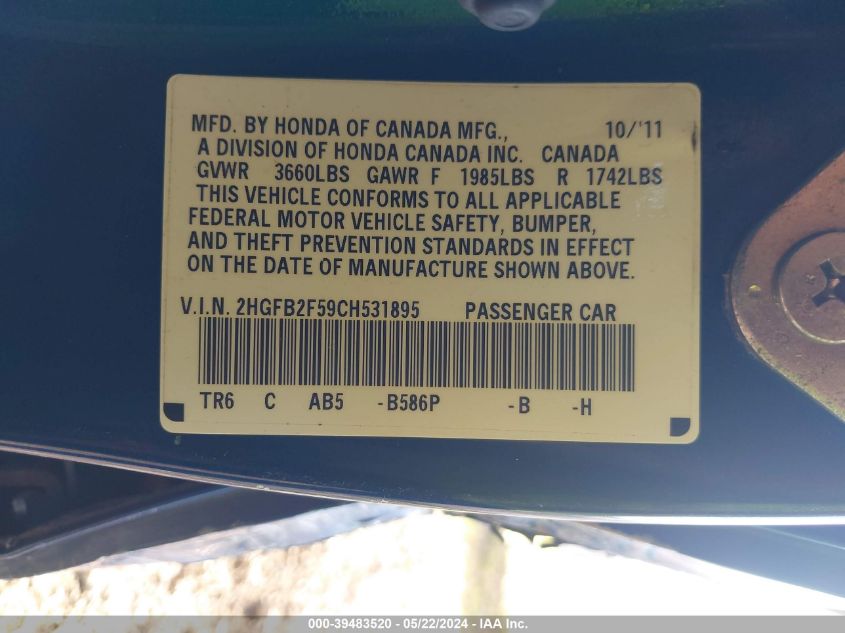 MFD. BY HONDA OF CANADA MFG., 10/'11
A DIVISION OF HONDA CANADA INC. CANADA
GVWR 3660LBS GAWR F 1985LBS R 1742LBS
THIS VEHICLE CONFORMS TO ALL APPLICABLE
FEDERAL MOTOR VEHICLE SAFETY, BUMPER,
AND THEFT PREVENTION STANDARDS IN EFFECT
ON THE DATE OF MANUFACTURE SHOWN ABOVE.
V.I.N. 2HGFB2F59CH531895 PASSENGER CAR
TR6 C AB5 -B586P -B -H
000-39483520 - 05/22/2024 - IAA Inc.